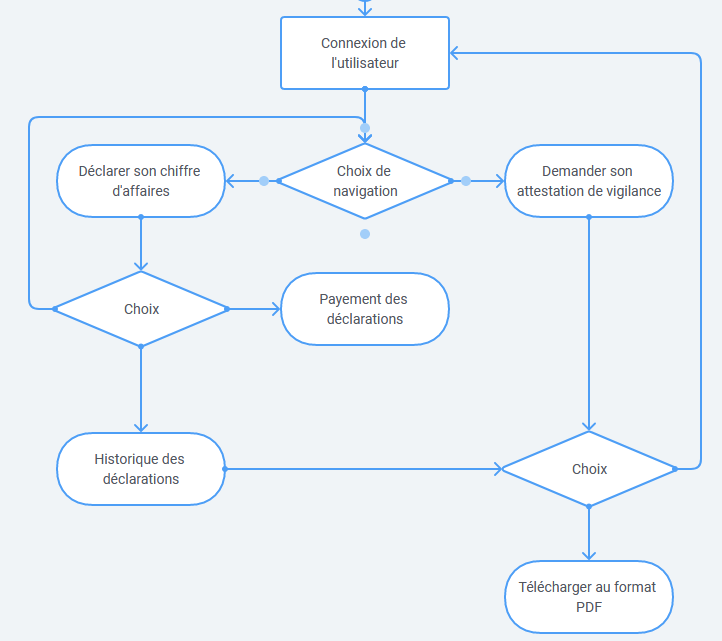 Connexion de
l'utilisateur
Déclarer son chiffre
d'affaires
Choix de
navigation
Demander son
attestation de vigilance
Choix
Payement des
déclarations
Historique des
déclarations
Choix
Télécharger au format
PDF